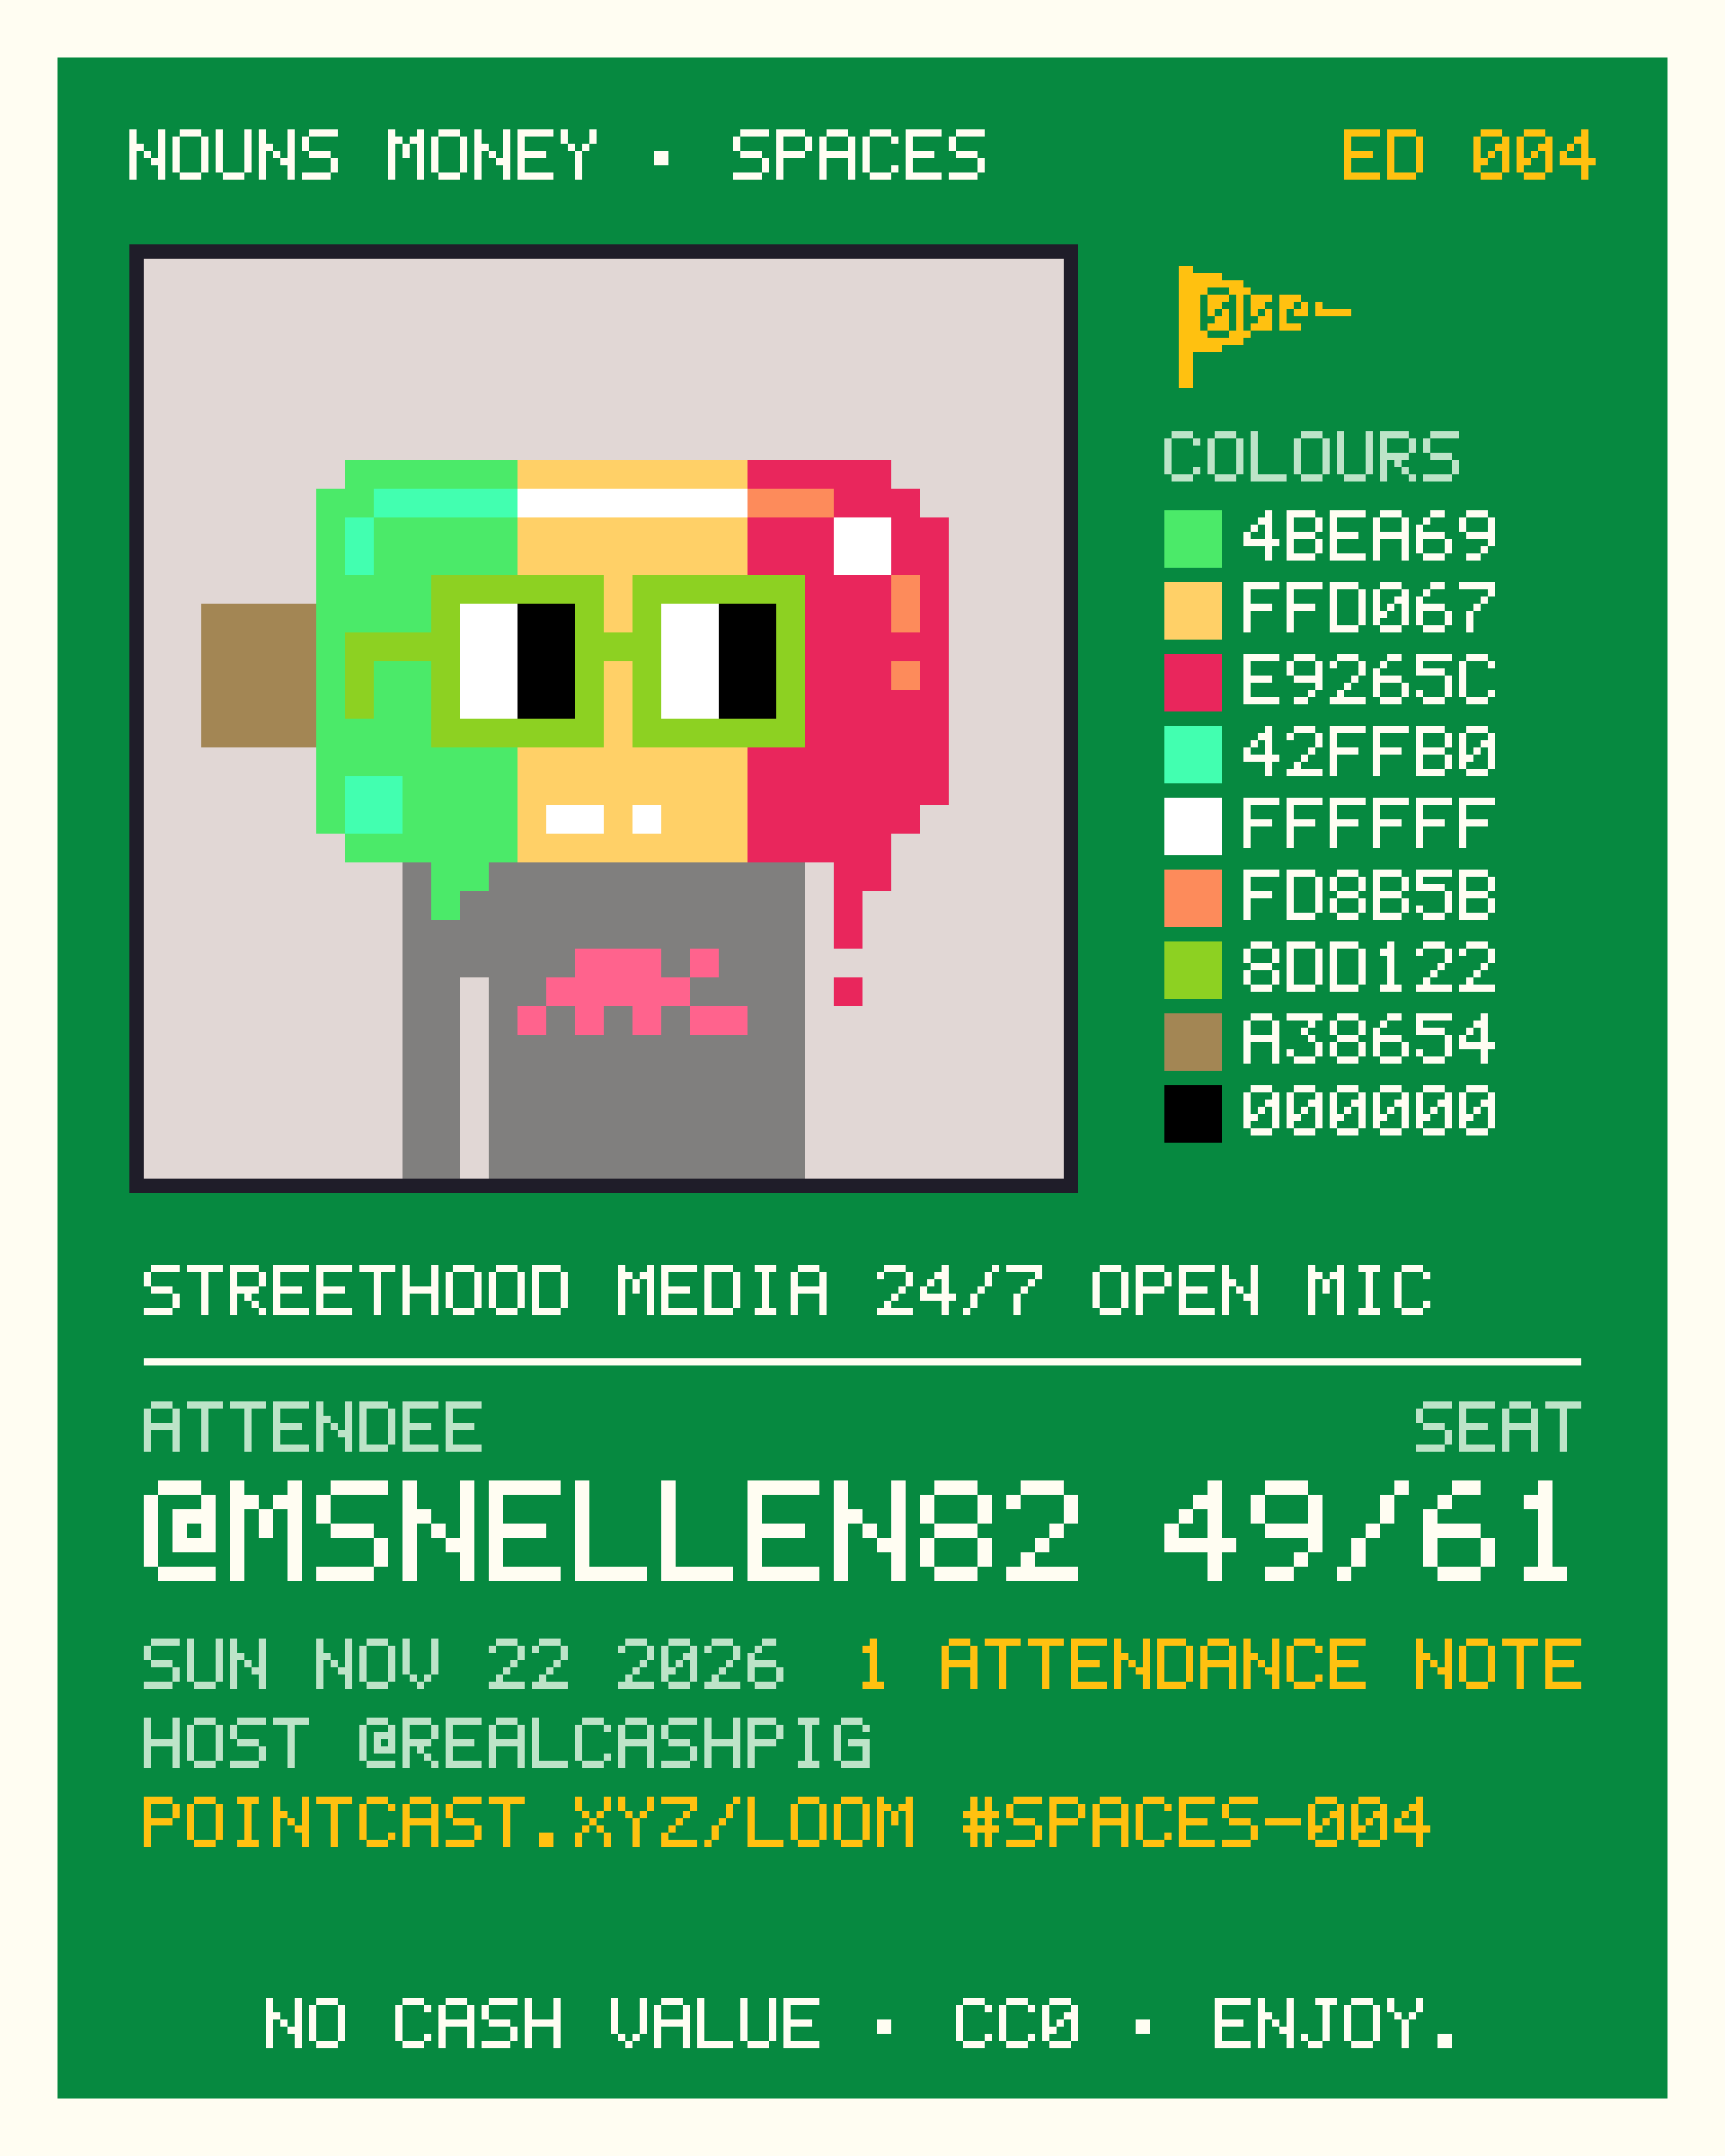 NOUNS MONEY · SPACES
ED 004
COLOURS
4BEA69
FFD067
E9265C
42FFB0
FFFFFF
FD8B5B
8DD122
A38654
000000
STREETHOOD MEDIA 24/7 OPEN MIC
ATTENDEE SEAT
@MSNELLEN82 49/61
SUN NOV 22 2026 1 ATTENDANCE NOTE
HOST @REALCASHPIG
POINTCAST.XYZ/LOOM #SPACES-004
NO CASH VALUE · CC0 · ENJOY.